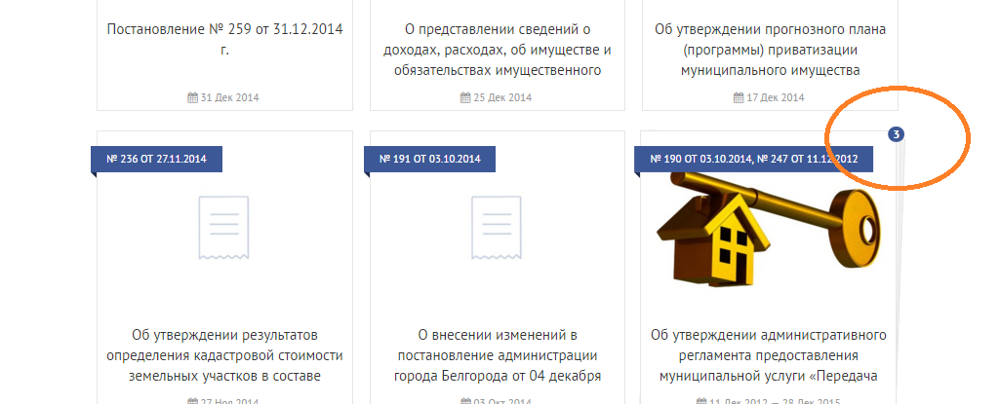 Постановление № 259 от 31.12.2014
г.
31 Дек 2014
О представлении сведений о
доходах, расходах, об имуществе и
обязательствах имущественного
25 Дек 2014
Об утверждении прогнозного плана
(программы) приватизации
муниципального имущества
17 Дек 2014
№ 236 ОТ 27.11.2014
Об утверждении результатов
определения кадастровой стоимости
земельных участков в составе
27 Ноя 2014
№ 191 ОТ 03.10.2014
О внесении изменений в
постановление администрации
города Белгорода от 04 декабря
03 Окт 2014
3
№ 190 ОТ 03.10.2014, № 247 ОТ 11.12.2012
Об утверждении административного
регламента предоставления
муниципальной услуги «Передача
11 Дек 2012 — 28 Дек 2015